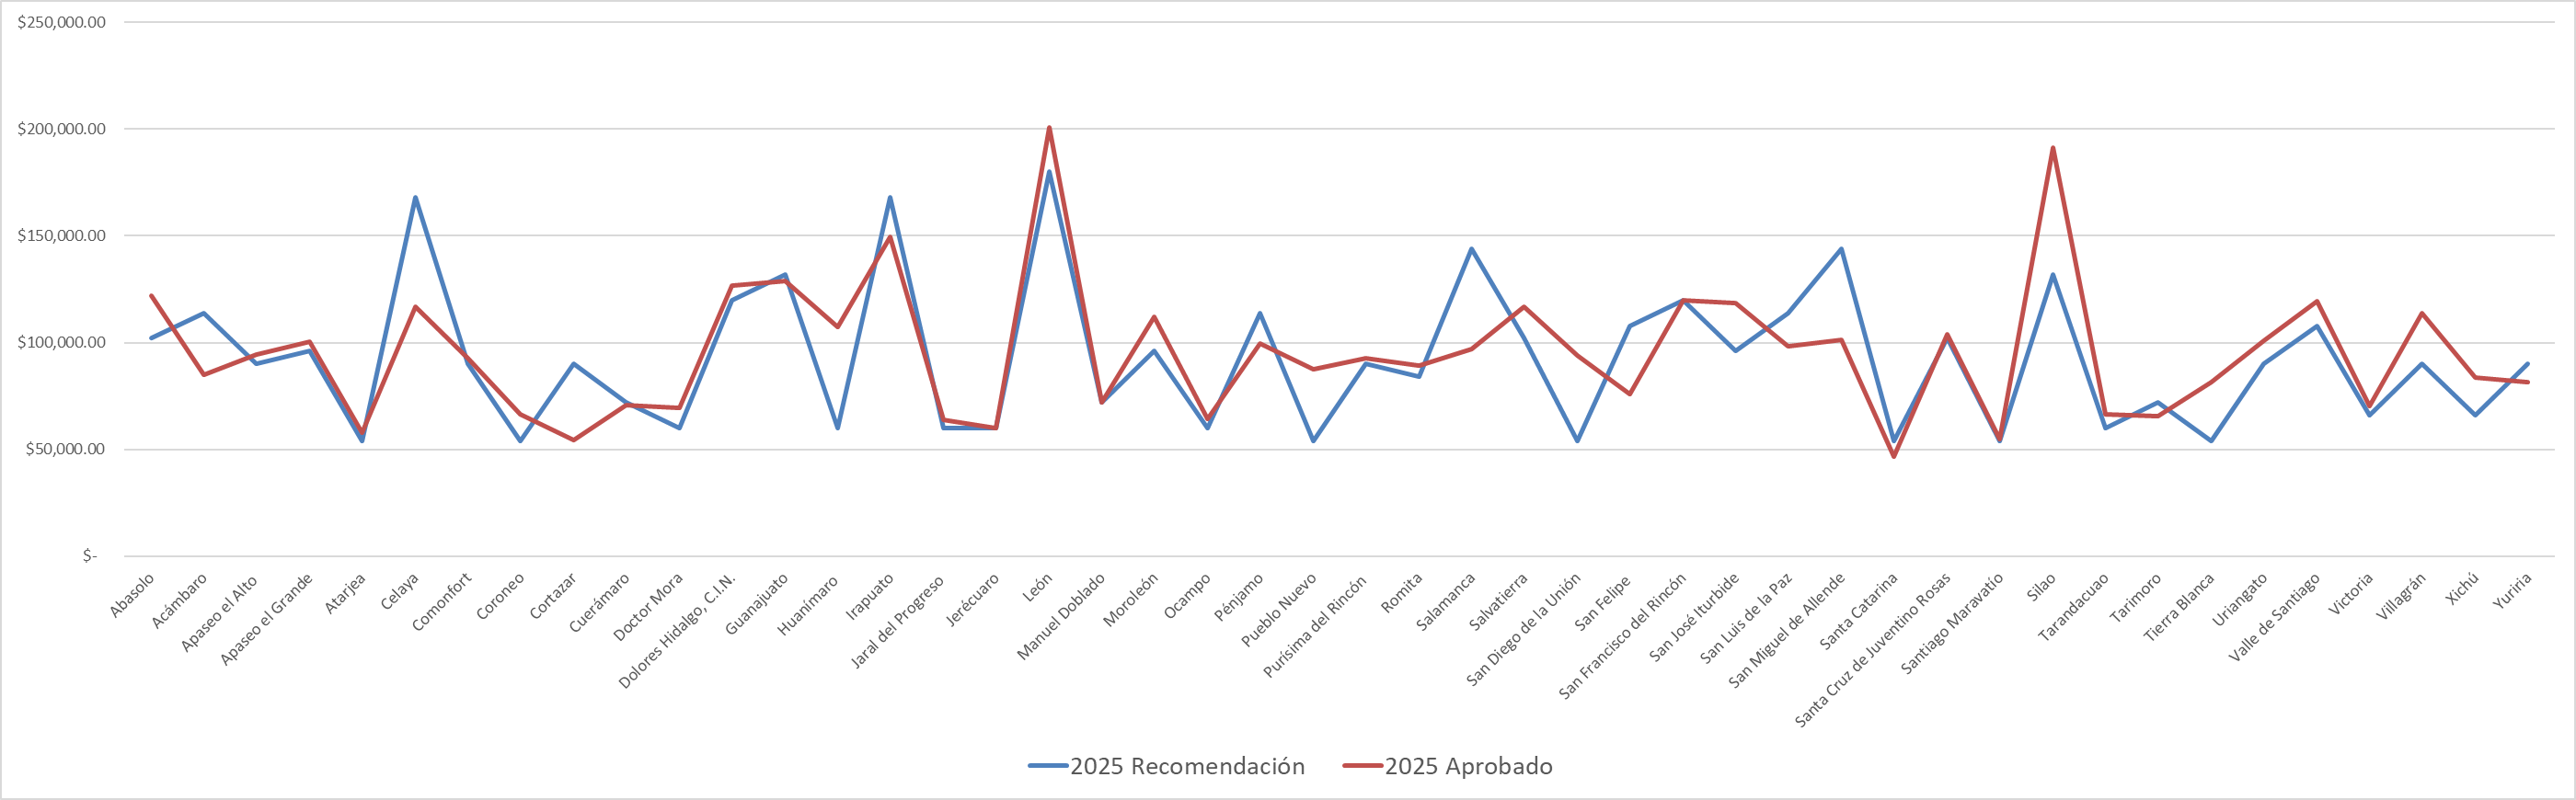 $250,000.00
$200,000.00
$150,000.00
$100,000.00
$50,000.00
$-
Abasolo
Acámbaro
Apaseo el Alto
Apaseo el Grande
Atarjea
Celaya
Comonfort
Coroneo
Cortazar
Cuerámaro
Doctor Mora
Dolores Hidalgo, C.I.N.
Guanajuato
Huanímaro
Irapuato
Jaral del Progreso
Jerécuaro
León
Manuel Doblado
Moroleón
Ocampo
Pénjamo
Pueblo Nuevo
Purísima del Rincón
Romita
Salamanca
Salvatierra
San Diego de la Unión
San Felipe
San Francisco del Rincón
San José Iturbide
San Luis de la Paz
San Miguel de Allende
Santa Catarina
Santa Cruz de Juventino Rosas
Santiago Maravatío
Silao
Tarandacuao
Tarimoro
Tierra Blanca
Uriangato
Valle de Santiago
Victoria
Villagrán
Xichú
Yuriria
2025 Recomendación
2025 Aprobado